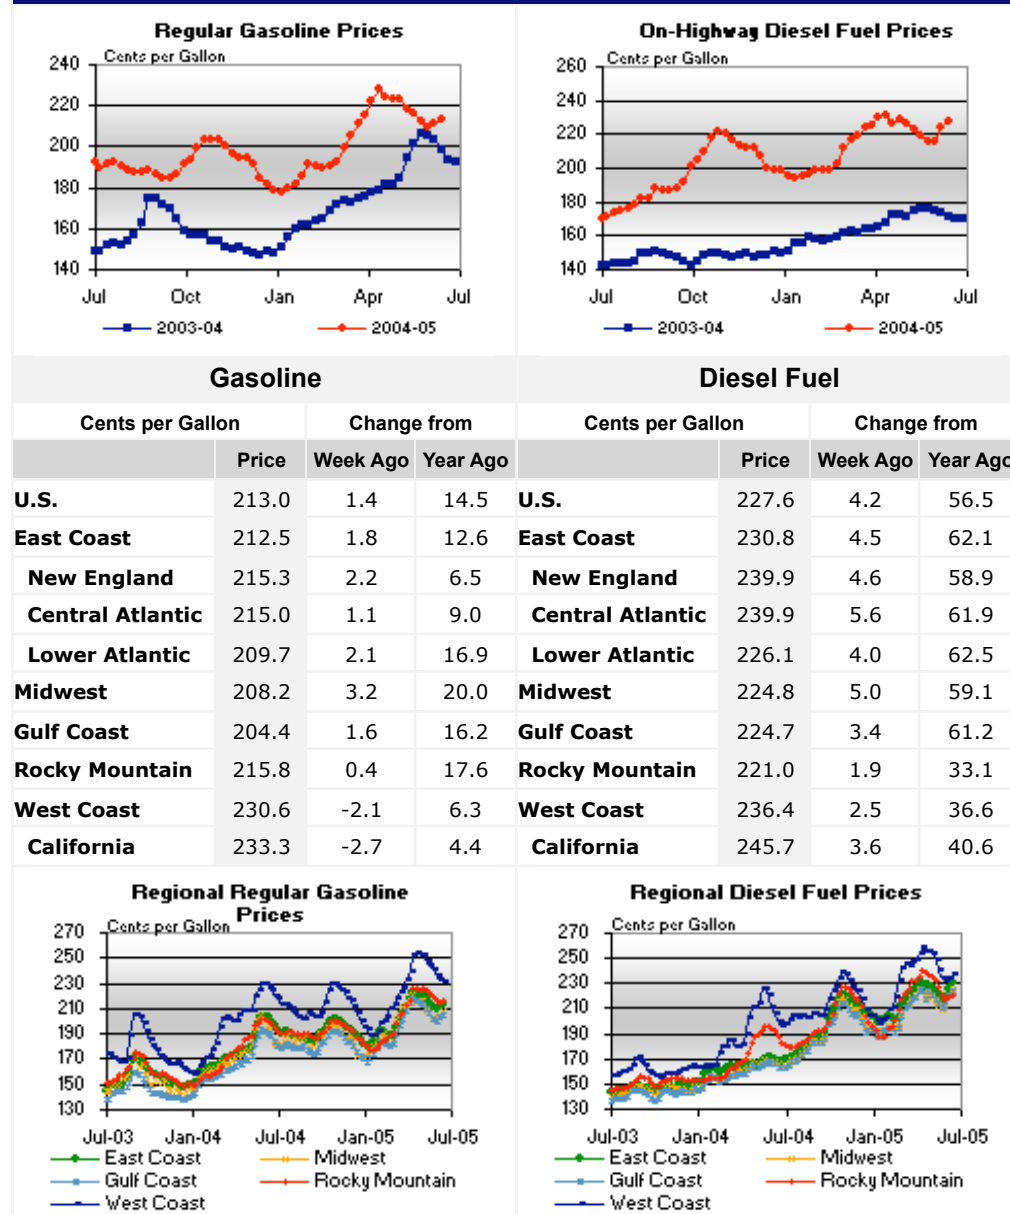 Regular Gasoline Prices
Cents per Gallon
240
220
200
180
160
140
Jul Oct Jan Apr Jul
2003-04 2004-05
On-Highway Diesel Fuel Prices
Cents per Gallon
260
240
220
200
180
160
140
Jul Oct Jan Apr Jul
2003-04 2004-05
Gasoline
Cents per Gallon Change from
Price Week Ago Year Ago
U.S. 213.0 1.4 14.5
East Coast 212.5 1.8 12.6
New England 215.3 2.2 6.5
Central Atlantic 215.0 1.1 9.0
Lower Atlantic 209.7 2.1 16.9
Midwest 208.2 3.2 20.0
Gulf Coast 204.4 1.6 16.2
Rocky Mountain 215.8 0.4 17.6
West Coast 230.6 -2.1 6.3
California 233.3 -2.7 4.4
Diesel Fuel
Cents per Gallon Change from
Price Week Ago Year Ago
U.S. 227.6 4.2 56.5
East Coast 230.8 4.5 62.1
New England 239.9 4.6 58.9
Central Atlantic 239.9 5.6 61.9
Lower Atlantic 226.1 4.0 62.5
Midwest 224.8 5.0 59.1
Gulf Coast 224.7 3.4 61.2
Rocky Mountain 221.0 1.9 33.1
West Coast 236.4 2.5 36.6
California 245.7 3.6 40.6
Regional Regular Gasoline
Prices
Cents per Gallon
270
250
230
210
190
170
150
130
Jul-03 Jan-04 Jul-04 Jan-05 Jul-05
East Coast Midwest
Gulf Coast Rocky Mountain
West Coast
Regional Diesel Fuel Prices
Cents per Gallon
270
250
230
210
190
170
150
130
Jul-03 Jan-04 Jul-04 Jan-05 Jul-05
East Coast Midwest
Gulf Coast Rocky Mountain
West Coast